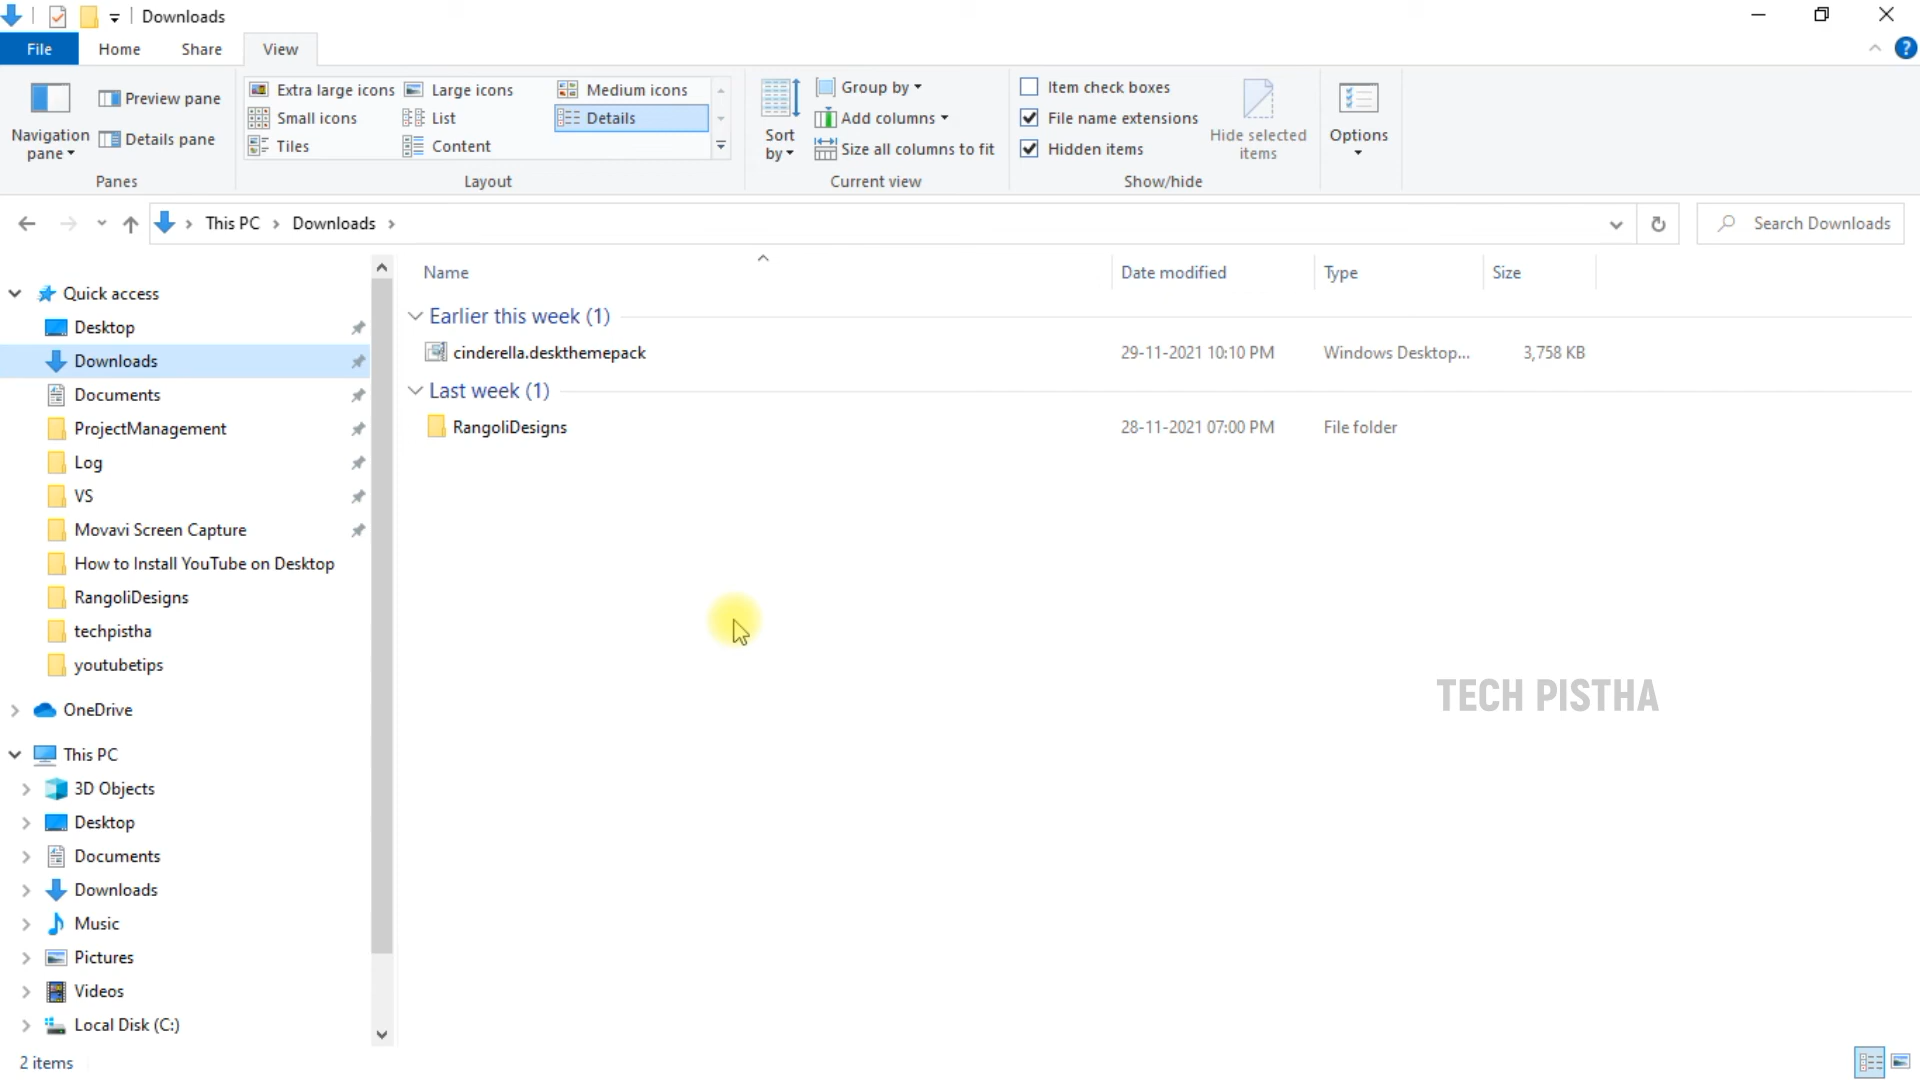 Downloads
File Home Share View
Navigation pane
Preview pane
Details pane
Panes
Extra large icons Large icons Medium icons
Small icons List Details
Tiles Content
Layout
Sort by
Group by
Add columns
Size all columns to fit
Current view
Item check boxes
File name extensions
Hidden items
Hide selected items
Show/hide
Options
This PC Downloads
Search Downloads
Name Date modified Type Size
Earlier this week (1)
cinderella.deskthemepack 29-11-2021 10:10 PM Windows Desktop... 3,758 KB
Last week (1)
RangoliDesigns 28-11-2021 07:00 PM File folder
Quick access
Desktop
Downloads
Documents
ProjectManagement
Log
VS
Movavi Screen Capture
How to Install YouTube on Desktop
RangoliDesigns
techpistha
youtubetips
OneDrive
This PC
3D Objects
Desktop
Documents
Downloads
Music
Pictures
Videos
Local Disk (C:)
TECH PISTHA
2 items